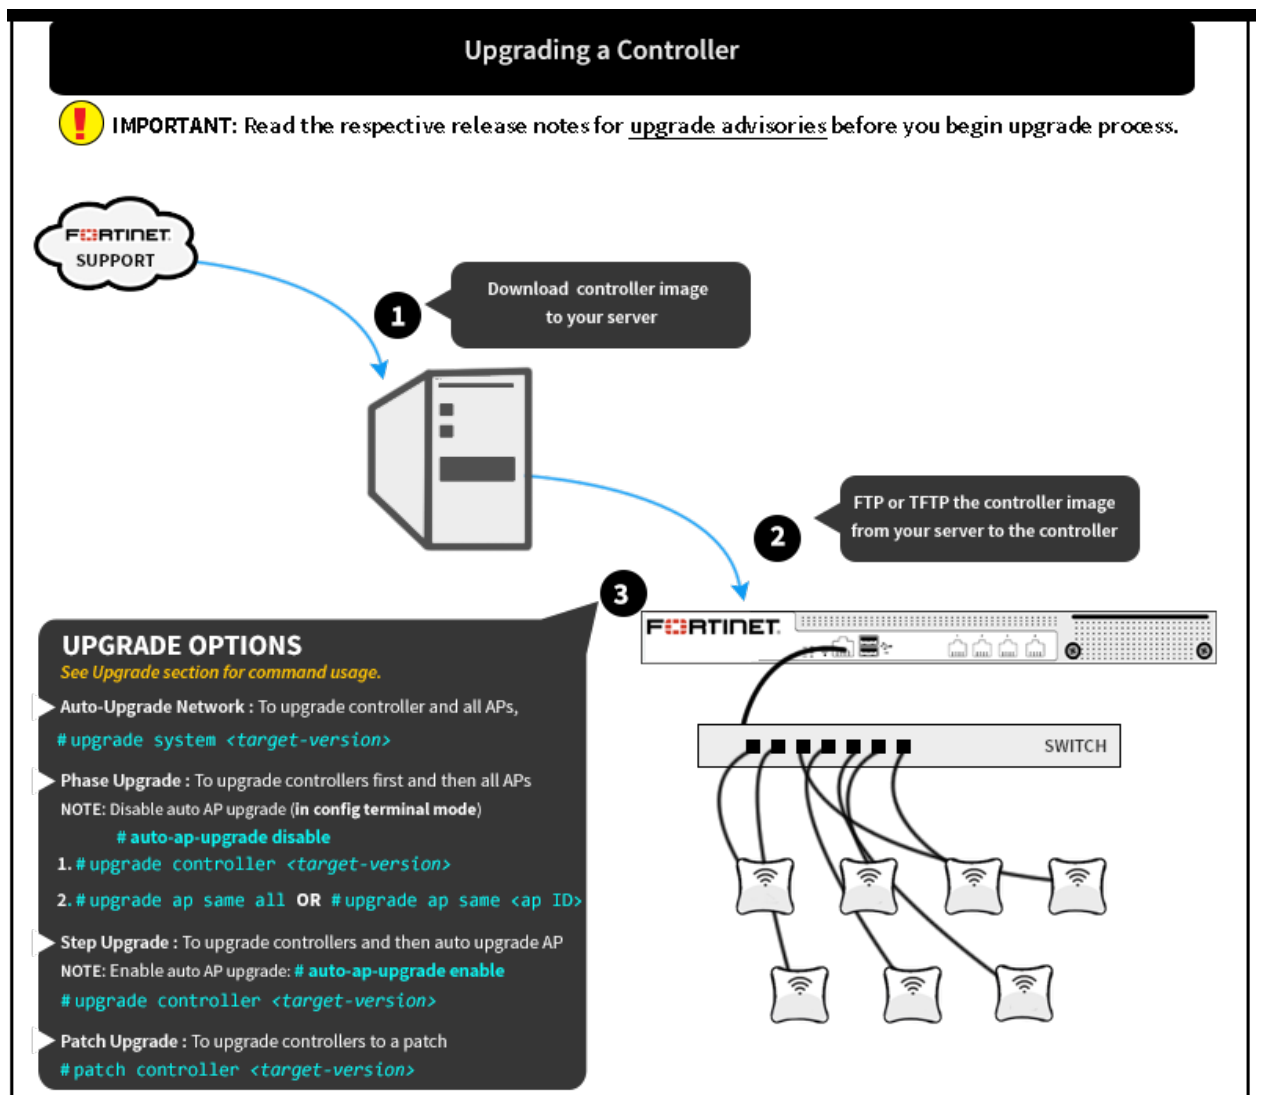 Upgrading a Controller
IMPORTANT: Read the respective release notes for upgrade advisories before you begin upgrade process.
FORTINET.
SUPPORT
1
Download controller image
to your server
2
FTP or TFTP the controller image
from your server to the controller
3
FORTINET.
SWITCH
UPGRADE OPTIONS
See Upgrade section for command usage.
Auto-Upgrade Network : To upgrade controller and all APs,
# upgrade system <target-version>
Phase Upgrade : To upgrade controllers first and then all APs
NOTE: Disable auto AP upgrade (in config terminal mode)
# auto-ap-upgrade disable
1. # upgrade controller <target-version>
2. # upgrade ap same all OR # upgrade ap same <ap ID>
Step Upgrade : To upgrade controllers and then auto upgrade AP
NOTE: Enable auto AP upgrade: # auto-ap-upgrade enable
# upgrade controller <target-version>
Patch Upgrade : To upgrade controllers to a patch
# patch controller <target-version>